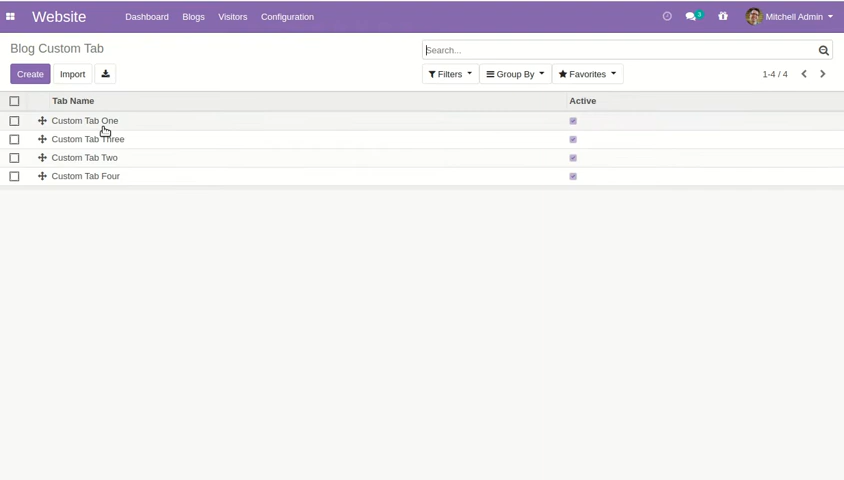 Website Dashboard Blogs Visitors Configuration 3 Mitchell Admin
Blog Custom Tab
Search...
Create Import Filters Group By Favorites 1-4 / 4
Tab Name Active
Custom Tab One
Custom Tab Three
Custom Tab Two
Custom Tab Four